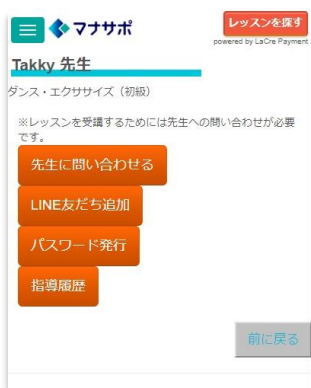 マナサポ
レッスンを探す
powered by LaCre Payment
Takky 先生
ダンス・エクササイズ（初級）
※レッスンを受講するためには先生への問い合わせが必要
です。
先生に問い合わせる
LINE友だち追加
パスワード発行
指導履歴
前に戻る